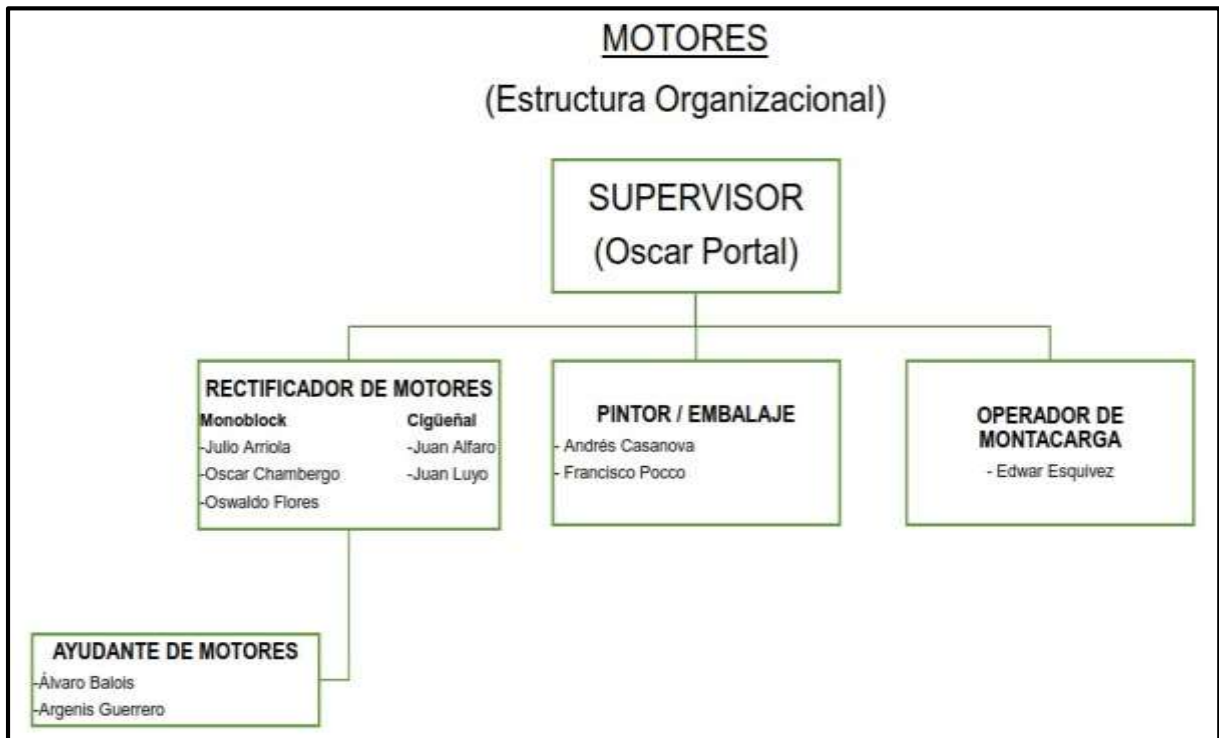 MOTORES
(Estructura Organizacional)
SUPERVISOR
(Oscar Portal)
RECTIFICADOR DE MOTORES
Monoblock Cigüeñal
-Julio Arriola -Juan Alfaro
-Oscar Chambergo -Juan Luyo
-Oswaldo Flores
PINTOR / EMBALAJE
- Andrés Casanova
- Francisco Pocco
OPERADOR DE
MONTACARGA
- Edwar Esquivez
AYUDANTE DE MOTORES
-Álvaro Balois
-Argenis Guerrero